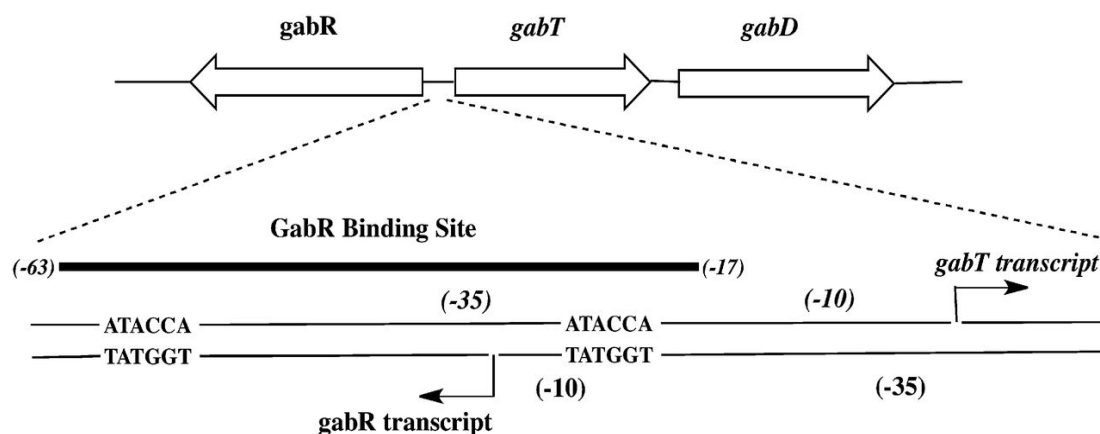 gabR gabT gabD
GabR Binding Site
(-63) (-17) gabT transcript
(-35) (-10)
ATACCA ATACCA
TATGGT TATGGT
(-10) (-35)
gabR transcript